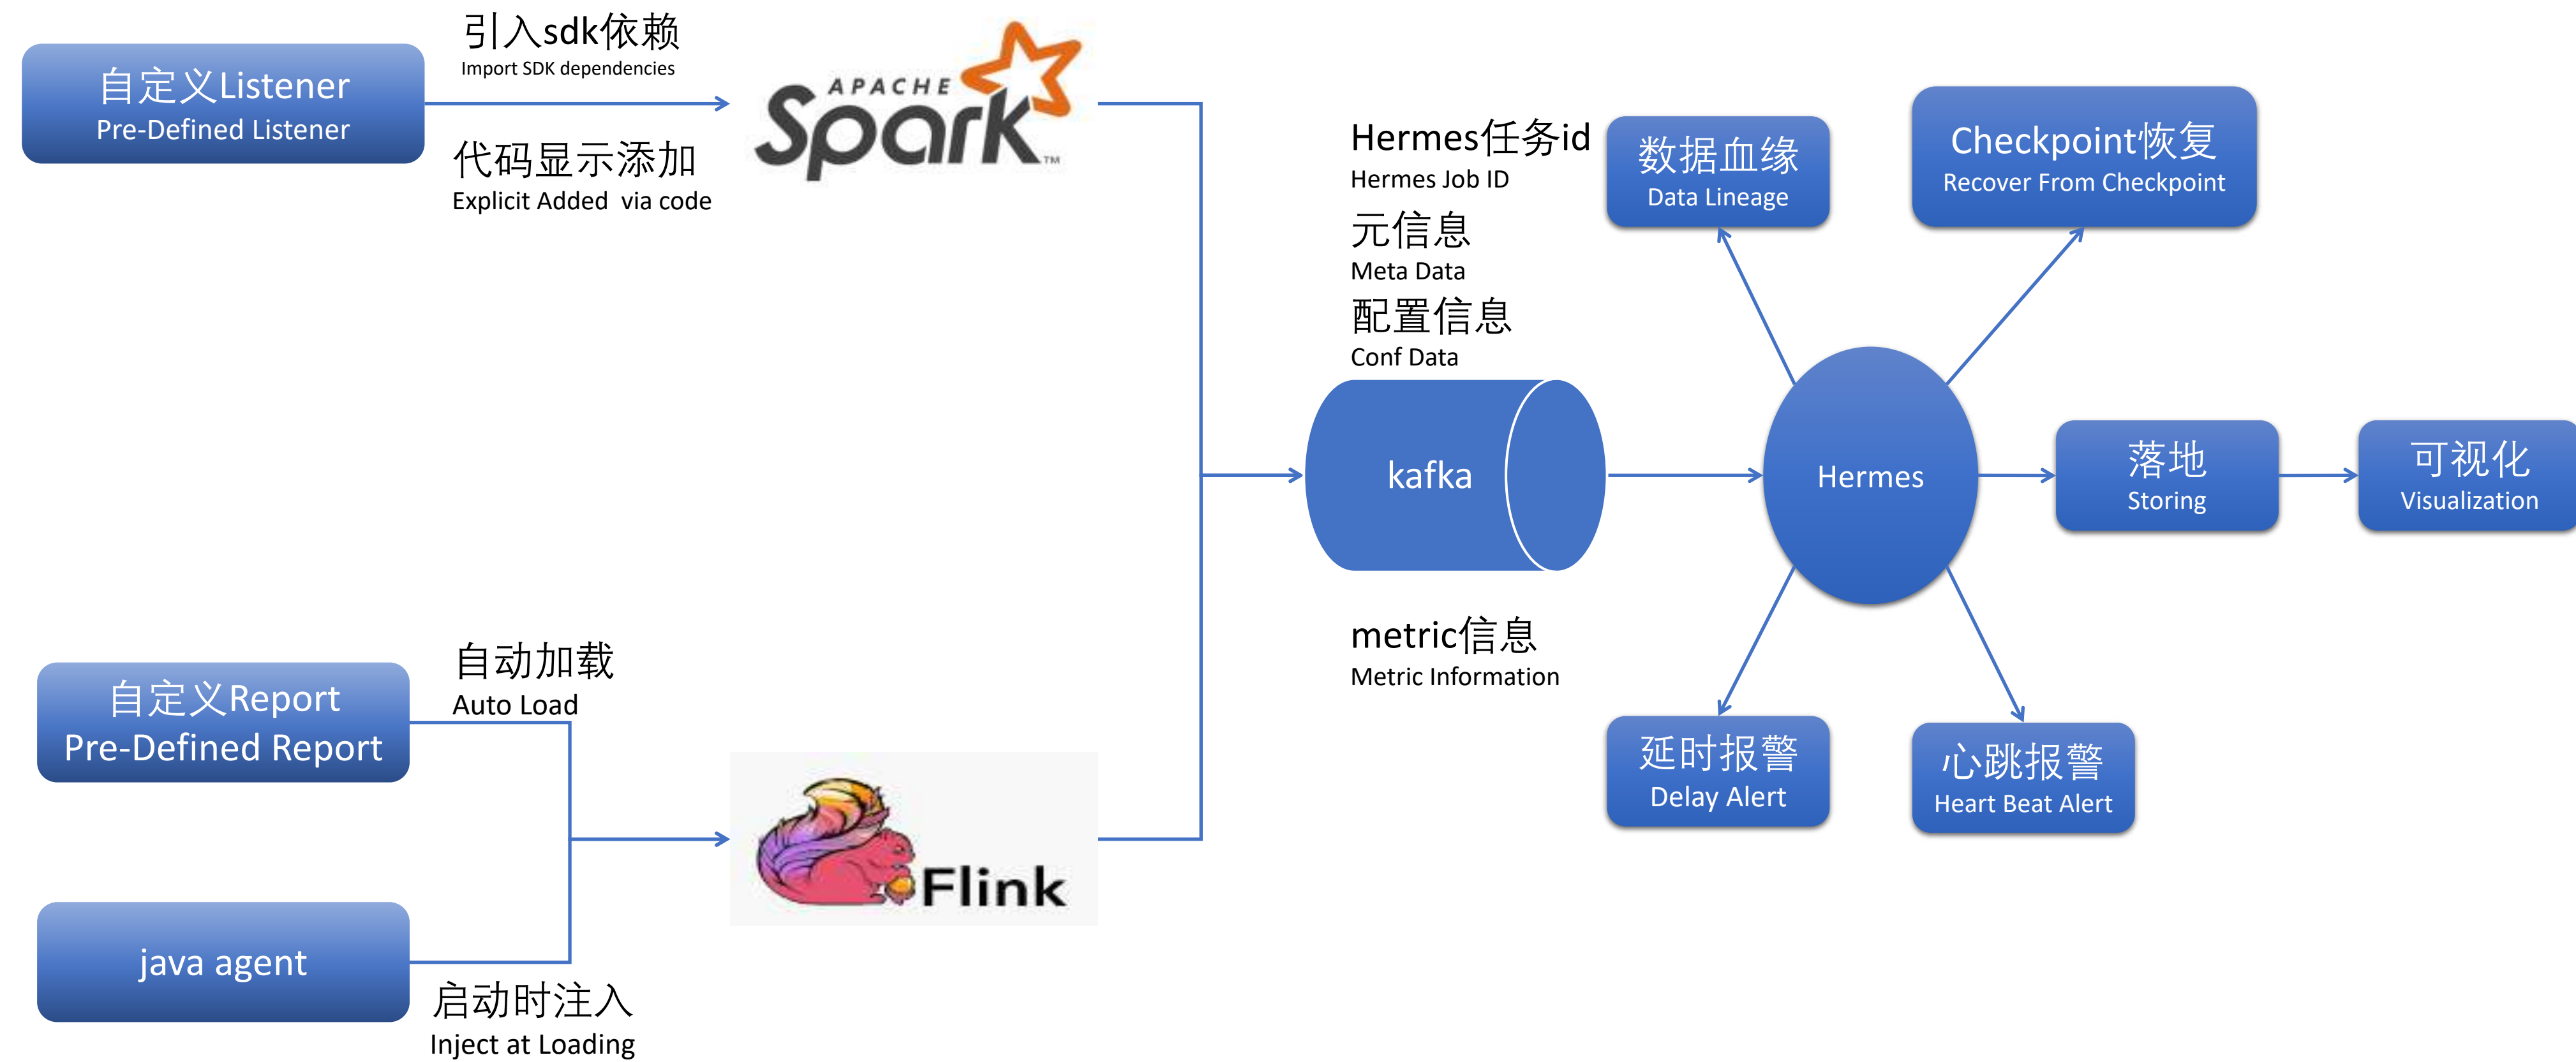 自定义Listener
Pre-Defined Listener
引入sdk依赖
Import SDK dependencies
代码显示添加
Explicit Added via code
APACHE
Spark
TM
自定义Report
Pre-Defined Report
自动加载
Auto Load
java agent
启动时注入
Inject at Loading
Flink
Hermes任务id
Hermes Job ID
元信息
Meta Data
配置信息
Conf Data
kafka
metric信息
Metric Information
数据血缘
Data Lineage
Checkpoint恢复
Recover From Checkpoint
Hermes
落地
Storing
可视化
Visualization
延时报警
Delay Alert
心跳报警
Heart Beat Alert